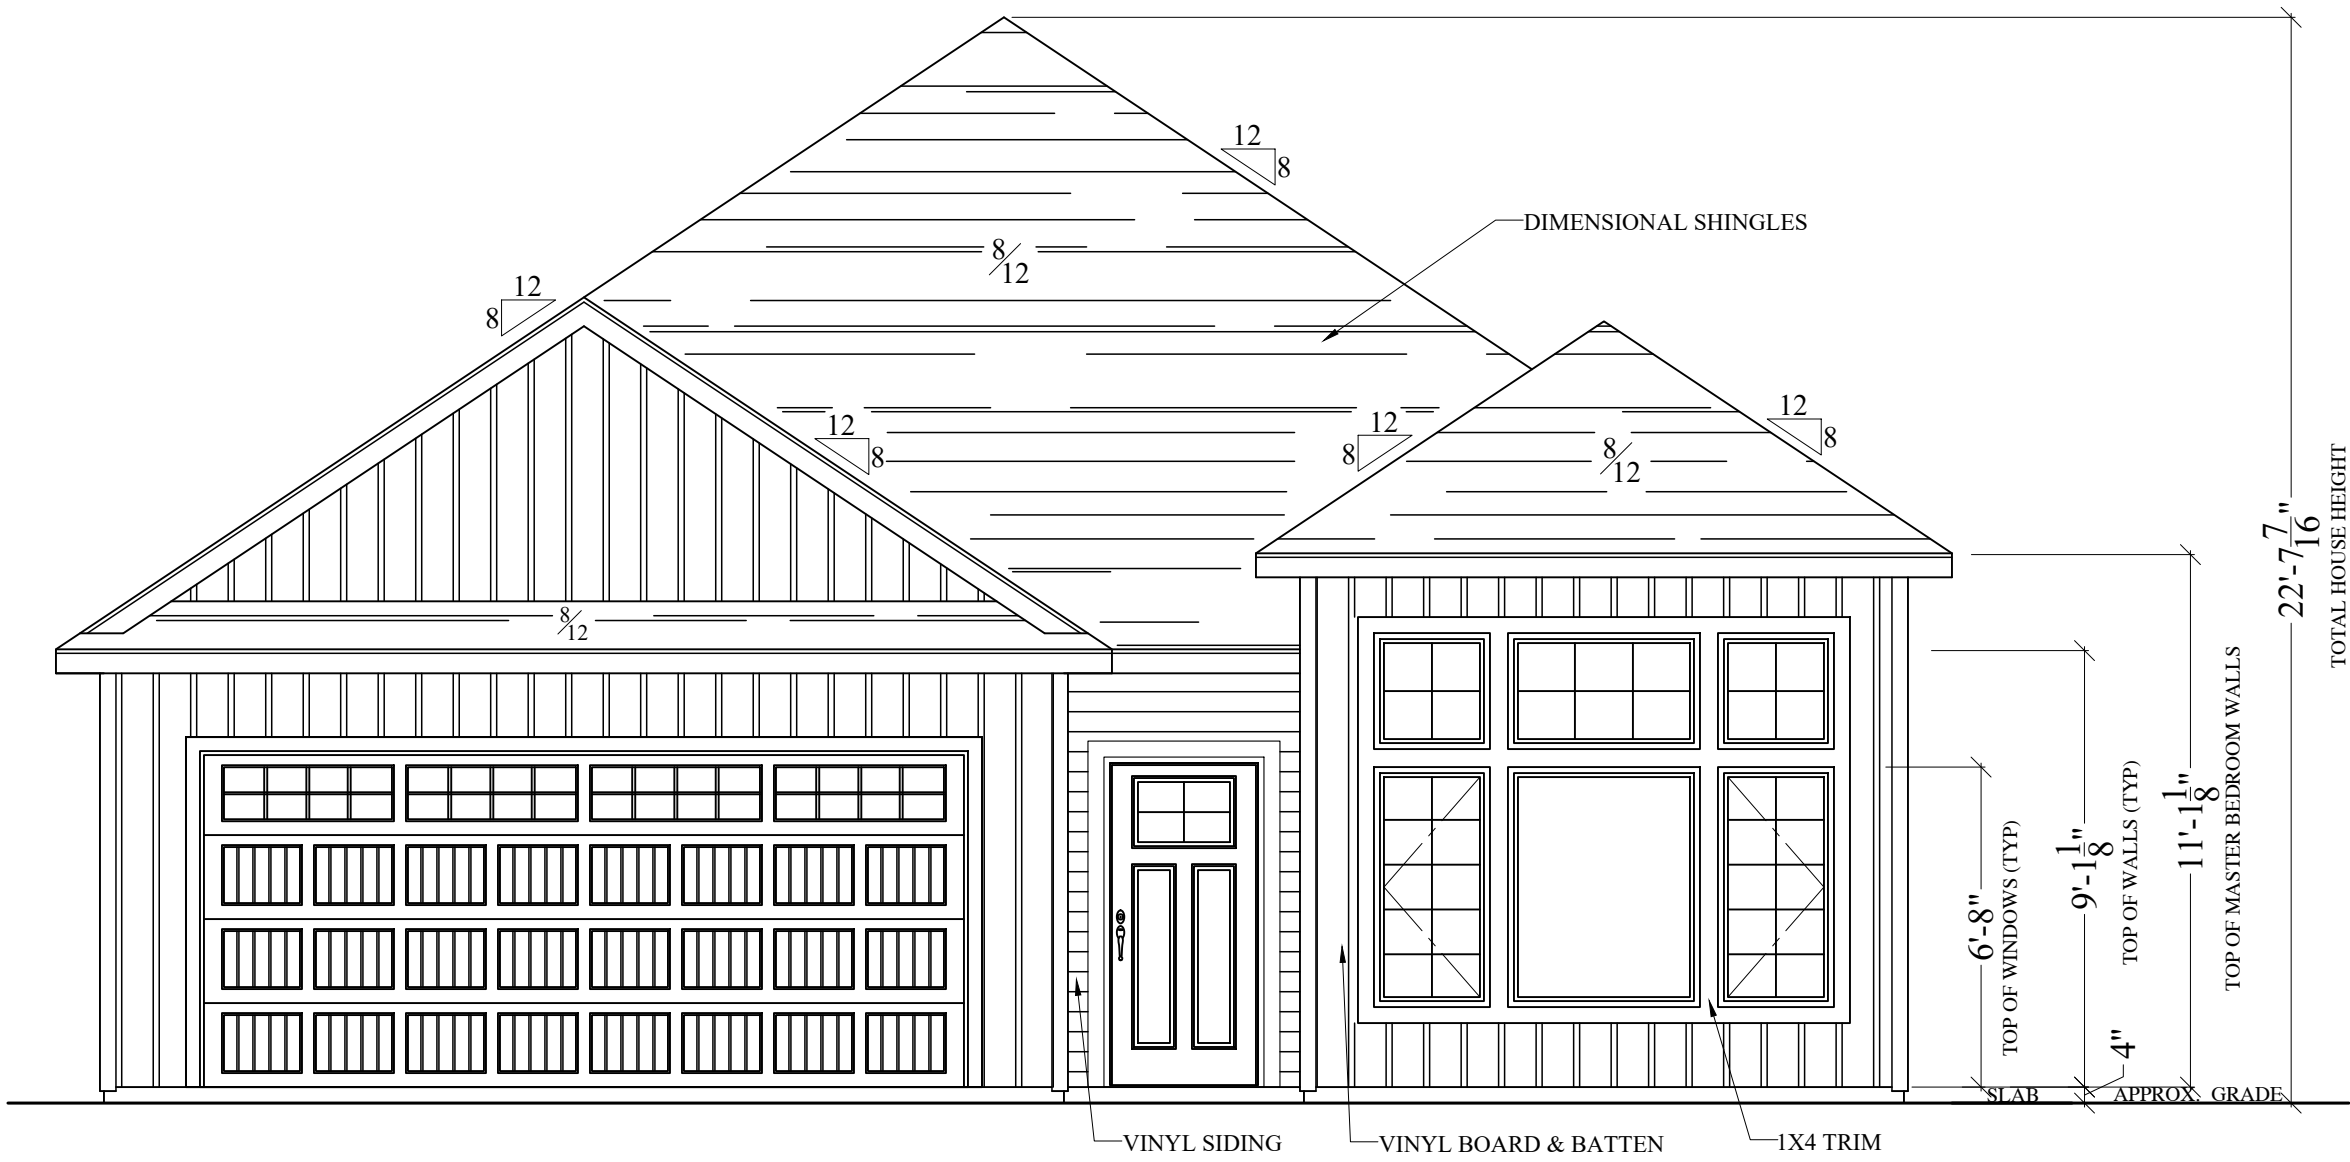 12
8
DIMENSIONAL SHINGLES
8/12
12
8
12
8
12
8
12
8
8/12
8/12
22'-7 7/16"
TOTAL HOUSE HEIGHT
11'-1 1/8"
TOP OF MASTER BEDROOM WALLS
9'-1 1/8"
TOP OF WALLS (TYP)
6'-8"
TOP OF WINDOWS (TYP)
4"
SLAB
APPROX. GRADE
VINYL SIDING
VINYL BOARD & BATTEN
1X4 TRIM